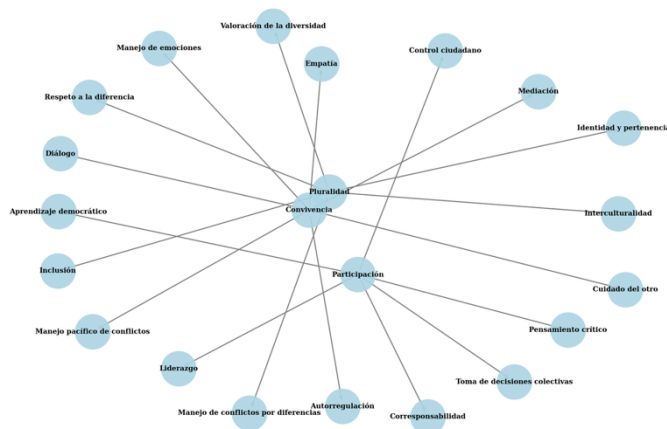 Valoración de la diversidad
Manejo de emociones
Control ciudadano
Empatía
Mediación
Respeto a la diferencia
Identidad y pertenencia
Diálogo
Pluralidad
Convivencia
Aprendizaje democrático
Interculturalidad
Inclusión
Participación
Cuidado del otro
Manejo pacífico de conflictos
Pensamiento crítico
Liderazgo
Toma de decisiones colectivas
Autorregulación
Manejo de conflictos por diferencias
Corresponsabilidad